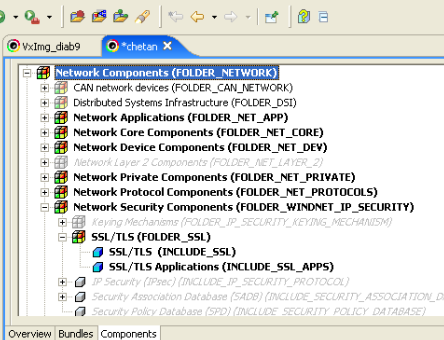 VxImg_diab9
*chetan
Network Components (FOLDER_NETWORK)
CAN network devices (FOLDER_CAN_NETWORK)
Distributed Systems Infrastructure (FOLDER_DSI)
Network Applications (FOLDER_NET_APP)
Network Core Components (FOLDER_NET_CORE)
Network Device Components (FOLDER_NET_DEV)
Network Layer 2 Components (FOLDER_NET_LAYER_2)
Network Private Components (FOLDER_NET_PRIVATE)
Network Protocol Components (FOLDER_NET_PROTOCOLS)
Network Security Components (FOLDER_WINDNET_IP_SECURITY)
Keying Mechanisms (FOLDER_IP_SECURITY_KEYING_MECHANISM)
SSL/TLS (FOLDER_SSL)
SSL/TLS (INCLUDE_SSL)
SSL/TLS Applications (INCLUDE_SSL_APPS)
IP Security (IPsec) (INCLUDE_IP_SECURITY_PROTOCOL)
Security Association Database (SADB) (INCLUDE_SECURITY_ASSOCIATION_D
Security Policy Database (SPD) (INCLUDE_SECURITY_POLICY_DATABASE)
Overview Bundles Components